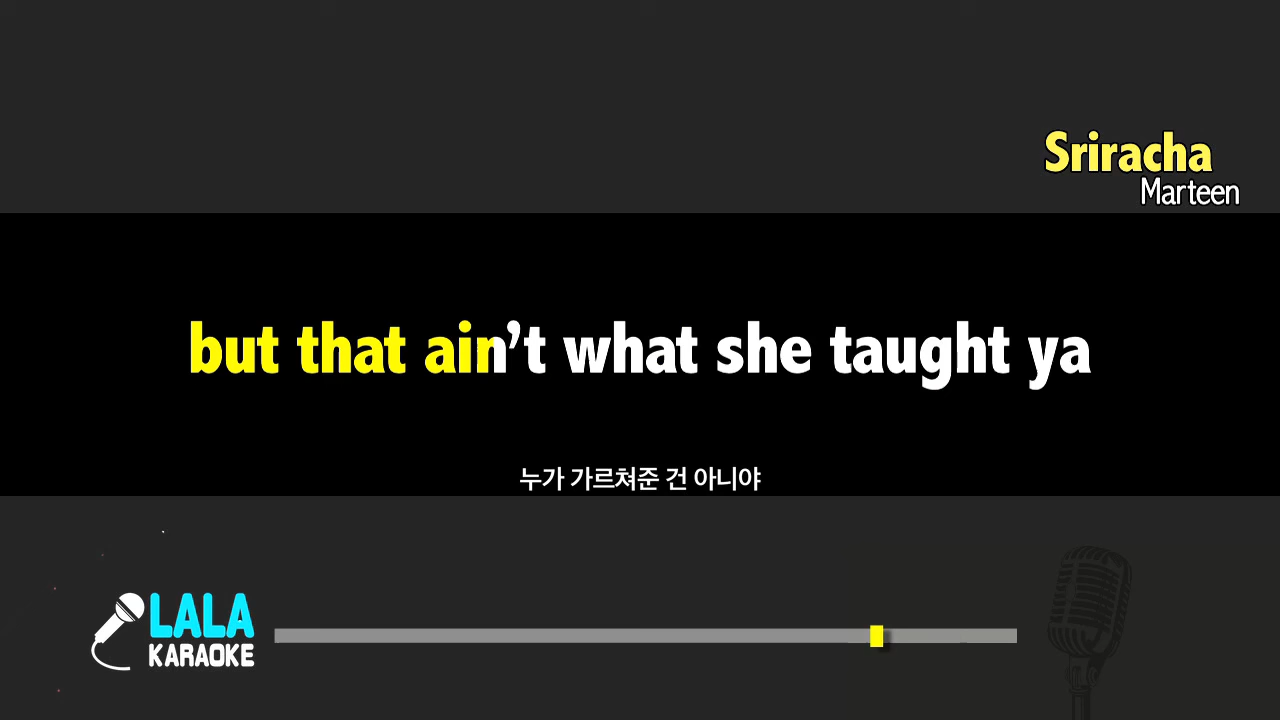 Sriracha
Marteen
but that ain’t what she taught ya
누가 가르쳐준 건 아니야
LALA
KARAOKE